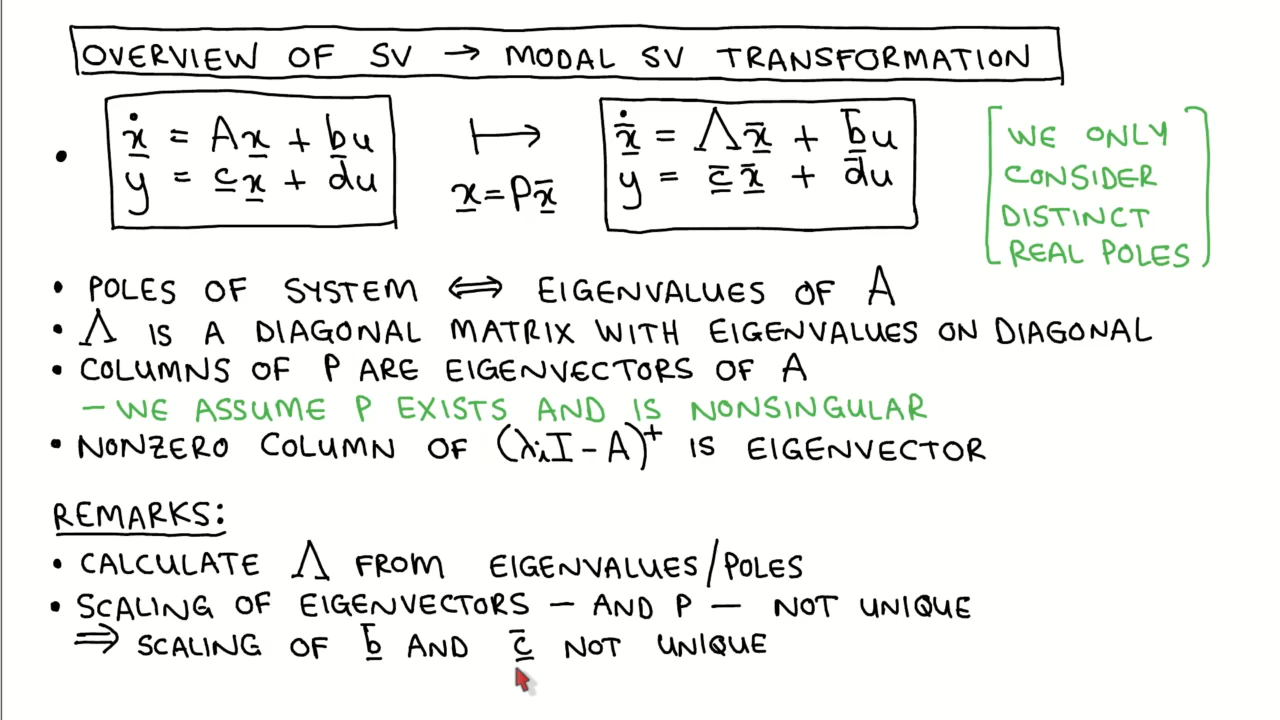 OVERVIEW OF SV → MODAL SV TRANSFORMATION
• ẋ = Ax + bu ⟼ x̄̇ = Λx̄ + b̄u [WE ONLY
y = cx + du x = Px̄ y = c̄x̄ + d̄u CONSIDER
DISTINCT
REAL POLES]
• POLES OF SYSTEM ⟺ EIGENVALUES OF A
• Λ IS A DIAGONAL MATRIX WITH EIGENVALUES ON DIAGONAL
• COLUMNS OF P ARE EIGENVECTORS OF A
– WE ASSUME P EXISTS AND IS NONSINGULAR
• NONZERO COLUMN OF (λᵢI – A)⁺ IS EIGENVECTOR
REMARKS:
• CALCULATE Λ FROM EIGENVALUES/POLES
• SCALING OF EIGENVECTORS – AND P – NOT UNIQUE
⟹ SCALING OF b̄ AND c̄ NOT UNIQUE